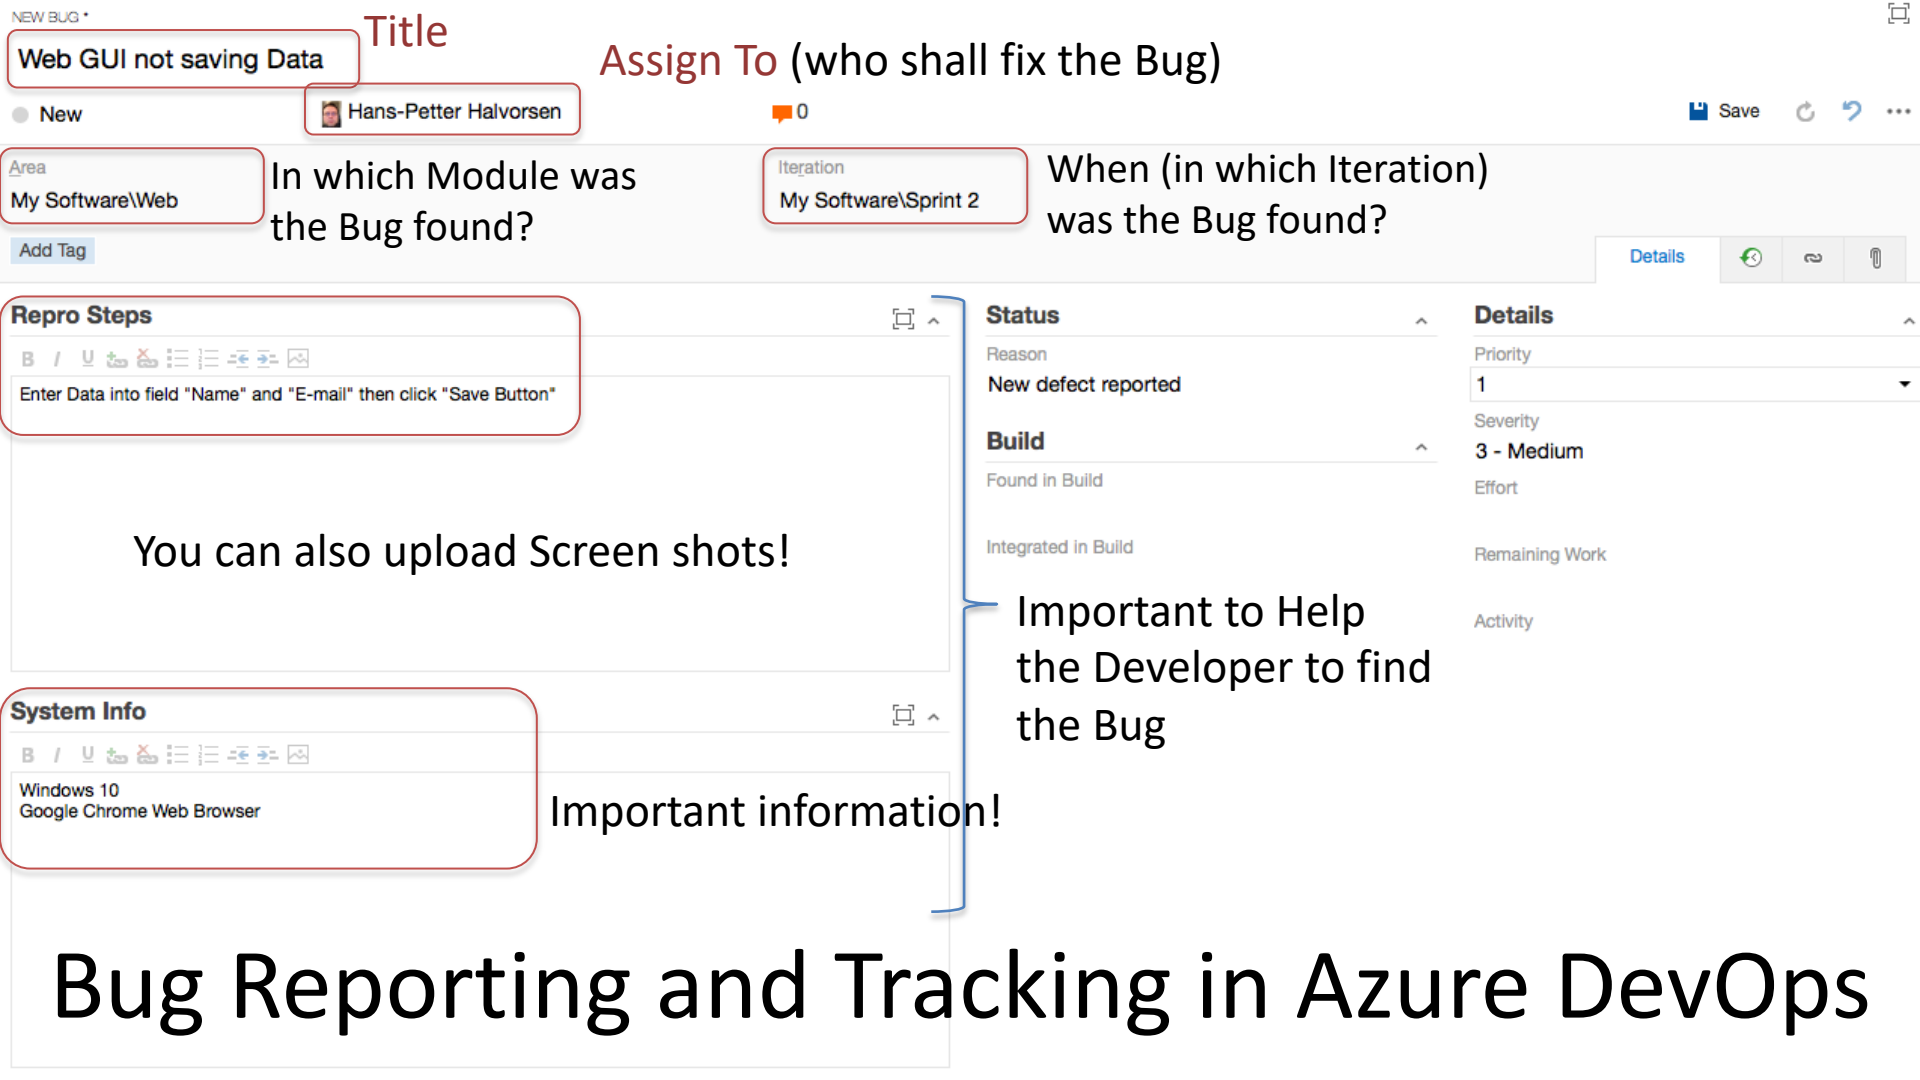 NEW BUG *
Web GUI not saving Data
Title
Assign To (who shall fix the Bug)
New
Hans-Petter Halvorsen
0
Save
Area
My Software\Web
In which Module was
the Bug found?
Iteration
My Software\Sprint 2
When (in which Iteration)
was the Bug found?
Add Tag
Details
Repro Steps
B I U
Enter Data into field "Name" and "E-mail" then click "Save Button"
You can also upload Screen shots!
System Info
B I U
Windows 10
Google Chrome Web Browser
Important information!
Status
Reason
New defect reported
Build
Found in Build
Integrated in Build
Important to Help
the Developer to find
the Bug
Details
Priority
1
Severity
3 - Medium
Effort
Remaining Work
Activity
Bug Reporting and Tracking in Azure DevOps